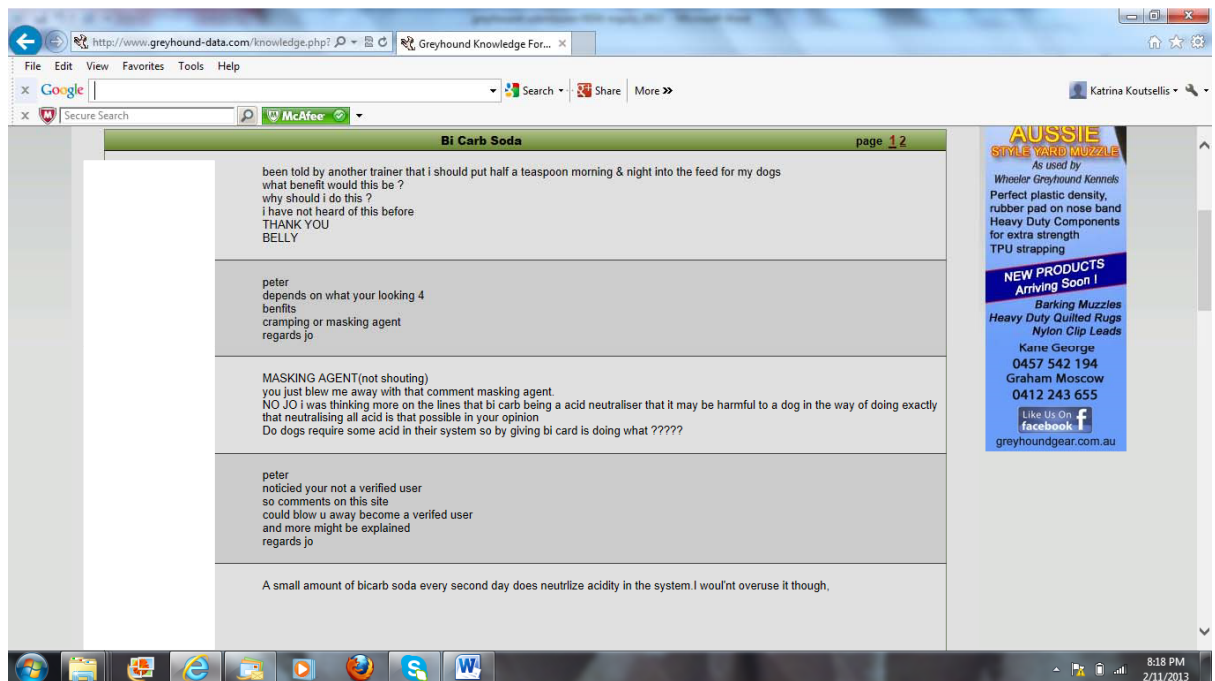 http://www.greyhound-data.com/knowledge.php?
Greyhound Knowledge For...
File Edit View Favorites Tools Help
x Google Search Share More >> Katrina Koutsellis
x Secure Search McAfee
Bi Carb Soda page 1 2
been told by another trainer that i should put half a teaspoon morning & night into the feed for my dogs
what benefit would this be ?
why should i do this ?
i have not heard of this before
THANK YOU
BELLY
peter
depends on what your looking 4
benfits
cramping or masking agent
regards jo
MASKING AGENT(not shouting)
you just blew me away with that comment masking agent.
NO JO i was thinking more on the lines that bi carb being a acid neutraliser that it may be harmful to a dog in the way of doing exactly
that neutralising all acid is that possible in your opinion
Do dogs require some acid in their system so by giving bi card is doing what ?????
peter
noticied your not a verified user
so comments on this site
could blow u away become a verifed user
and more might be explained
regards jo
A small amount of bicarb soda every second day does neutrlize acidity in the system.I woul'nt overuse it though,
AUSSIE
STYLE YARD MUZZLE
As used by
Wheeler Greyhound Kennels
Perfect plastic density,
rubber pad on nose band
Heavy Duty Components
for extra strength
TPU strapping
NEW PRODUCTS
Arriving Soon !
Barking Muzzles
Heavy Duty Quilted Rugs
Nylon Clip Leads
Kane George
0457 542 194
Graham Moscow
0412 243 655
Like Us On
facebook
greyhoundgear.com.au
8:18 PM
2/11/2013